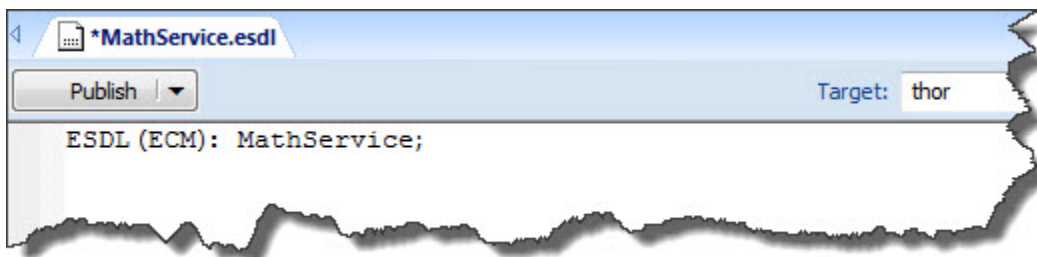 *MathService.esdl
Publish Target: thor
ESDL (ECM): MathService;